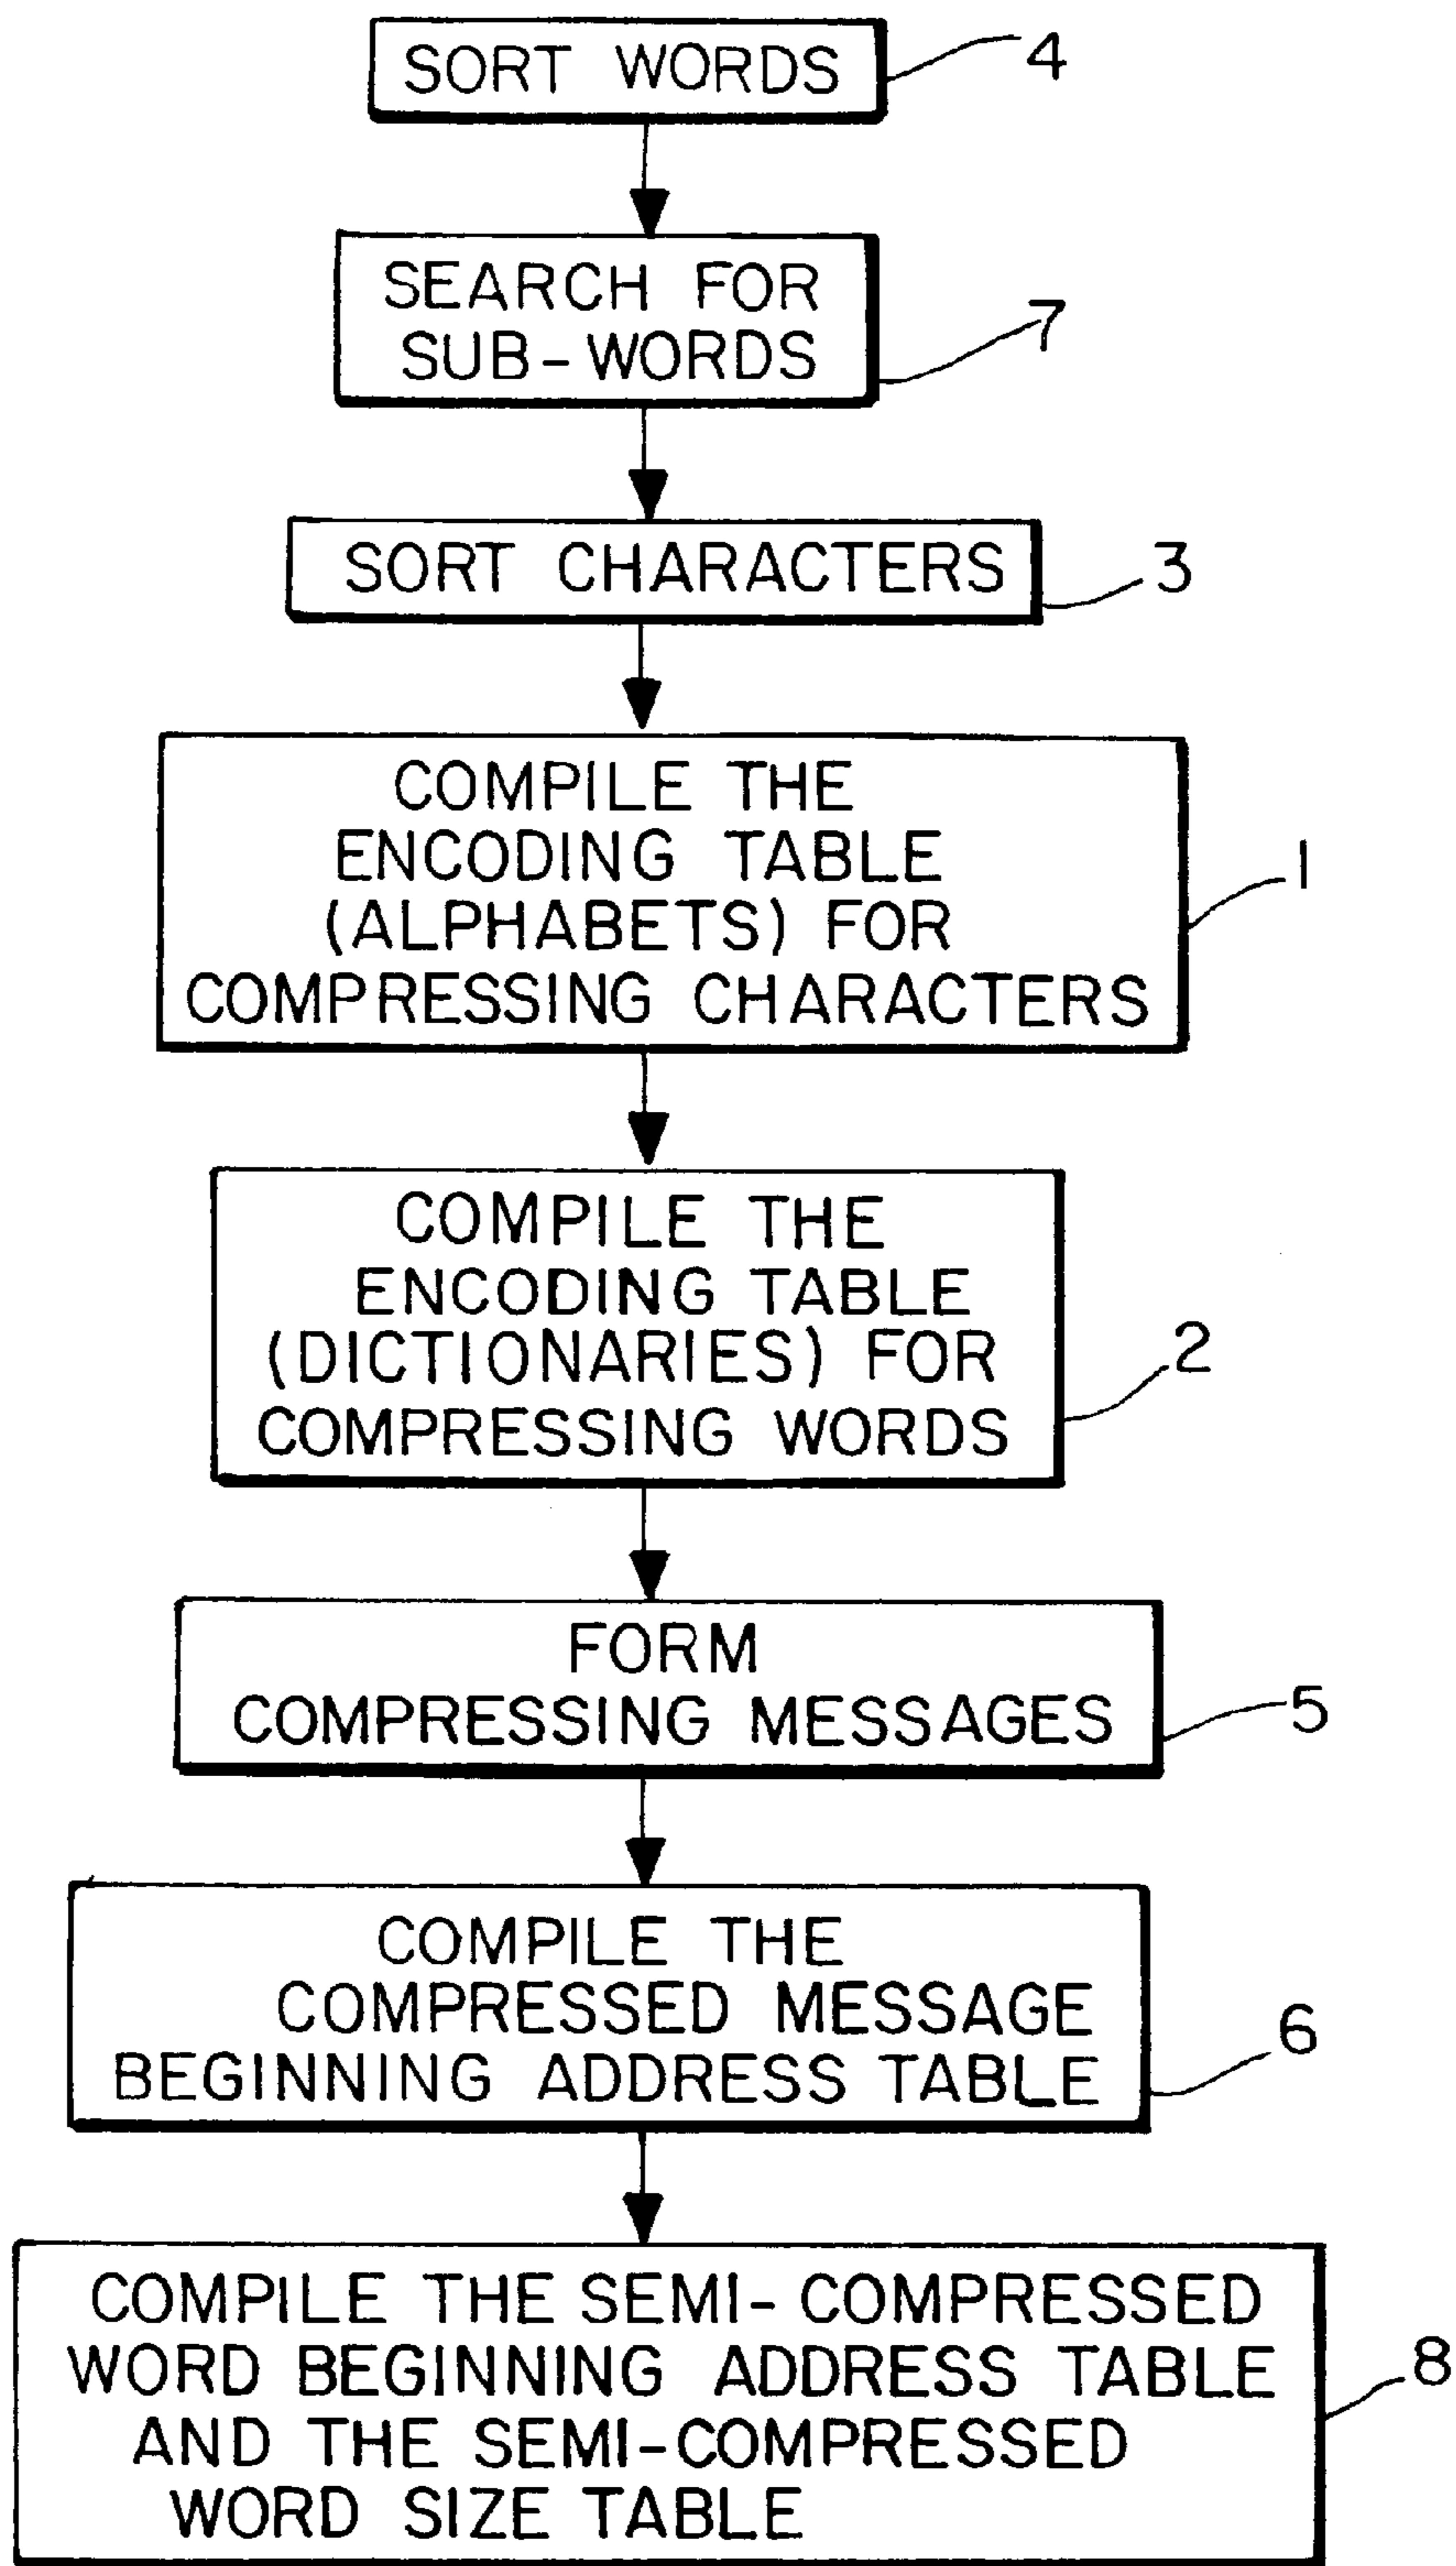 SORT WORDS
4
SEARCH FOR
SUB-WORDS
7
SORT CHARACTERS
3
COMPILE THE
ENCODING TABLE
(ALPHABETS) FOR
COMPRESSING CHARACTERS
1
COMPILE THE
ENCODING TABLE
(DICTIONARIES) FOR
COMPRESSING WORDS
2
FORM
COMPRESSING MESSAGES
5
COMPILE THE
COMPRESSED MESSAGE
BEGINNING ADDRESS TABLE
6
COMPILE THE SEMI-COMPRESSED
WORD BEGINNING ADDRESS TABLE
AND THE SEMI-COMPRESSED
WORD SIZE TABLE
8